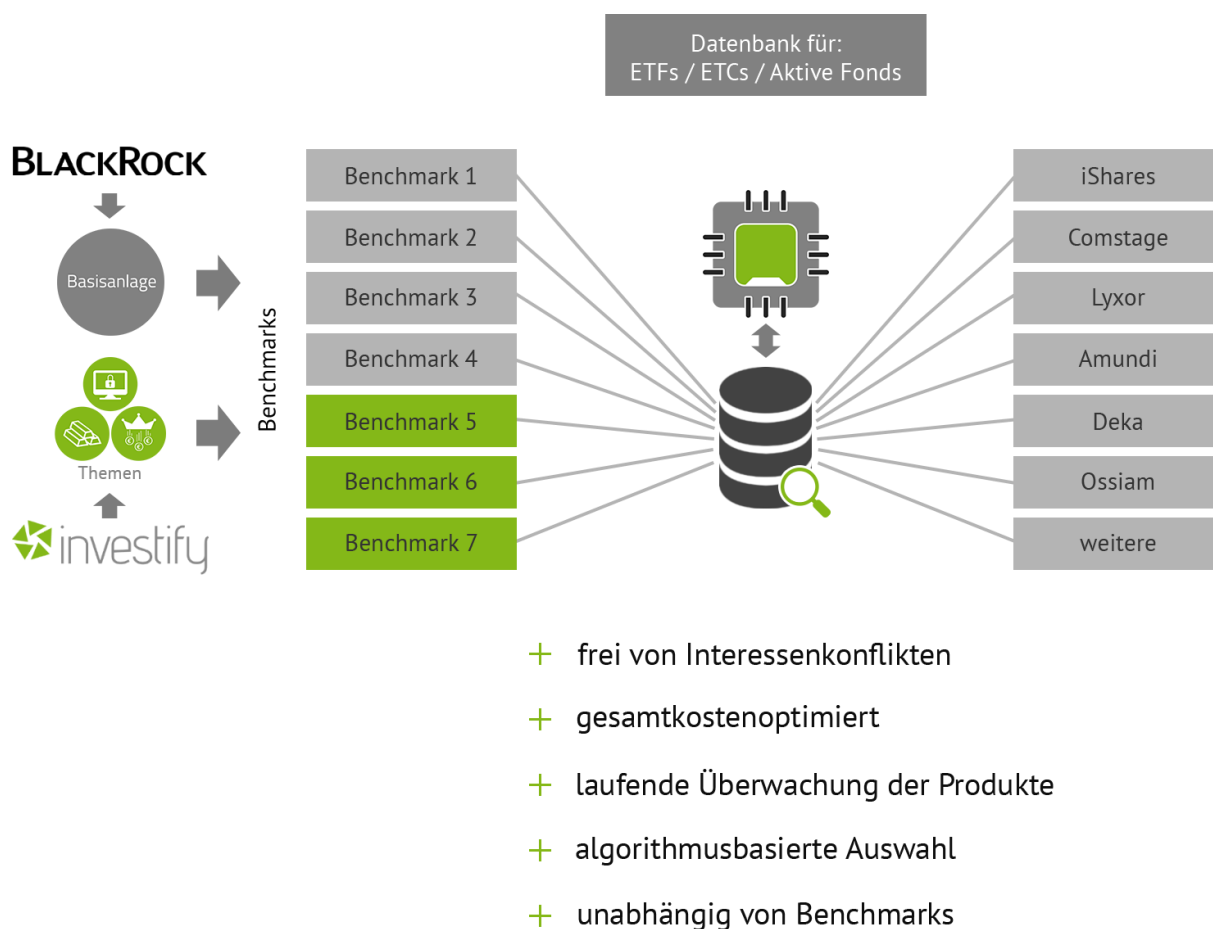 Datenbank für:
ETFs / ETCs / Aktive Fonds
BLACKROCK
Basisanlage
Themen
investify
Benchmarks
Benchmark 1
Benchmark 2
Benchmark 3
Benchmark 4
Benchmark 5
Benchmark 6
Benchmark 7
iShares
Comstage
Lyxor
Amundi
Deka
Ossiam
weitere
+ frei von Interessenkonflikten
+ gesamtkostenoptimiert
+ laufende Überwachung der Produkte
+ algorithmusbasierte Auswahl
+ unabhängig von Benchmarks